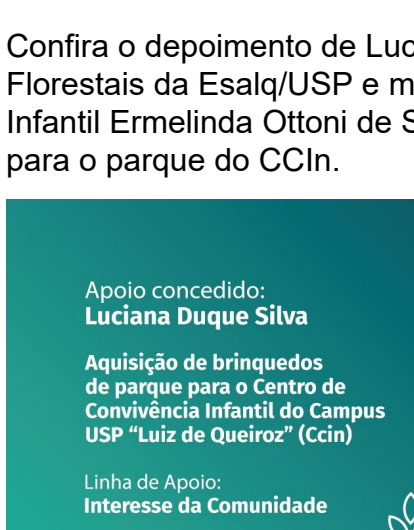 Confira o depoimento de Luc
Florestais da Esalq/USP e m
Infantil Ermelinda Ottoni de S
para o parque do CCIn.
Apoio concedido:
Luciana Duque Silva
Aquisição de brinquedos
de parque para o Centro de
Convivência Infantil do Campus
USP “Luiz de Queiroz” (Ccin)
Linha de Apoio:
Interesse da Comunidade